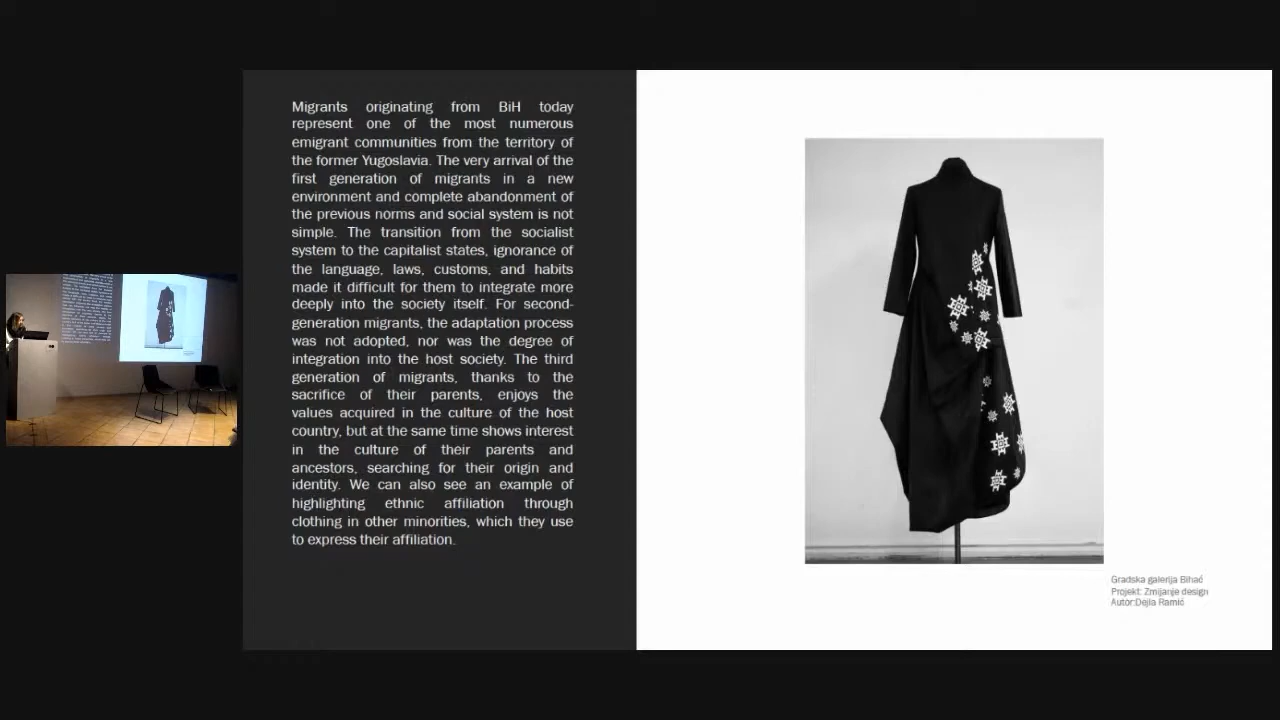 Migrants originating from BiH today
represent one of the most numerous
emigrant communities from the territory of
the former Yugoslavia. The very arrival of the
first generation of migrants in a new
environment and complete abandonment of
the previous norms and social system is not
simple. The transition from the socialist
system to the capitalist states, ignorance of
the language, laws, customs, and habits
made it difficult for them to integrate more
deeply into the society itself. For second-
generation migrants, the adaptation process
was not adopted, nor was the degree of
integration into the host society. The third
generation of migrants, thanks to the
sacrifice of their parents, enjoys the
values acquired in the culture of the host
country, but at the same time shows interest
in the culture of their parents and
ancestors, searching for their origin and
identity. We can also see an example of
highlighting ethnic affiliation through
clothing in other minorities, which they use
to express their affiliation.
Gradska galerija Bihać
Projekt: Zmijanje design
Autor:Dejla Ramić